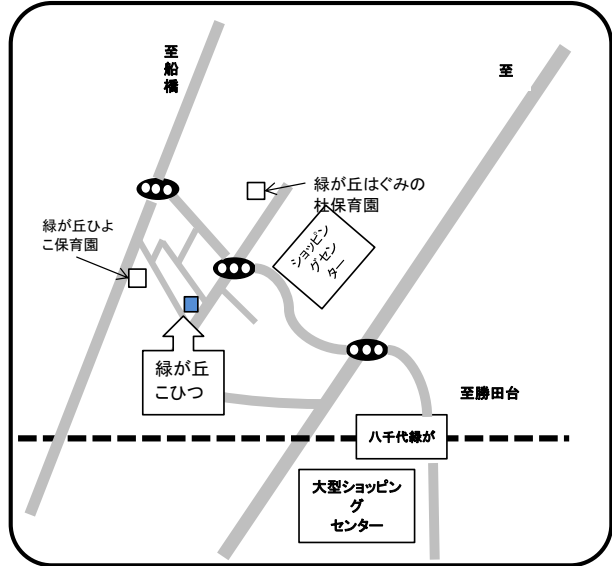 至
船
橋
至
緑が丘はぐみの
杜保育園
緑が丘ひよ
こ保育園
ショッピン
グセン
ター
緑が丘
こひつ
至勝田台
八千代緑が
大型ショッピン
グ
センター